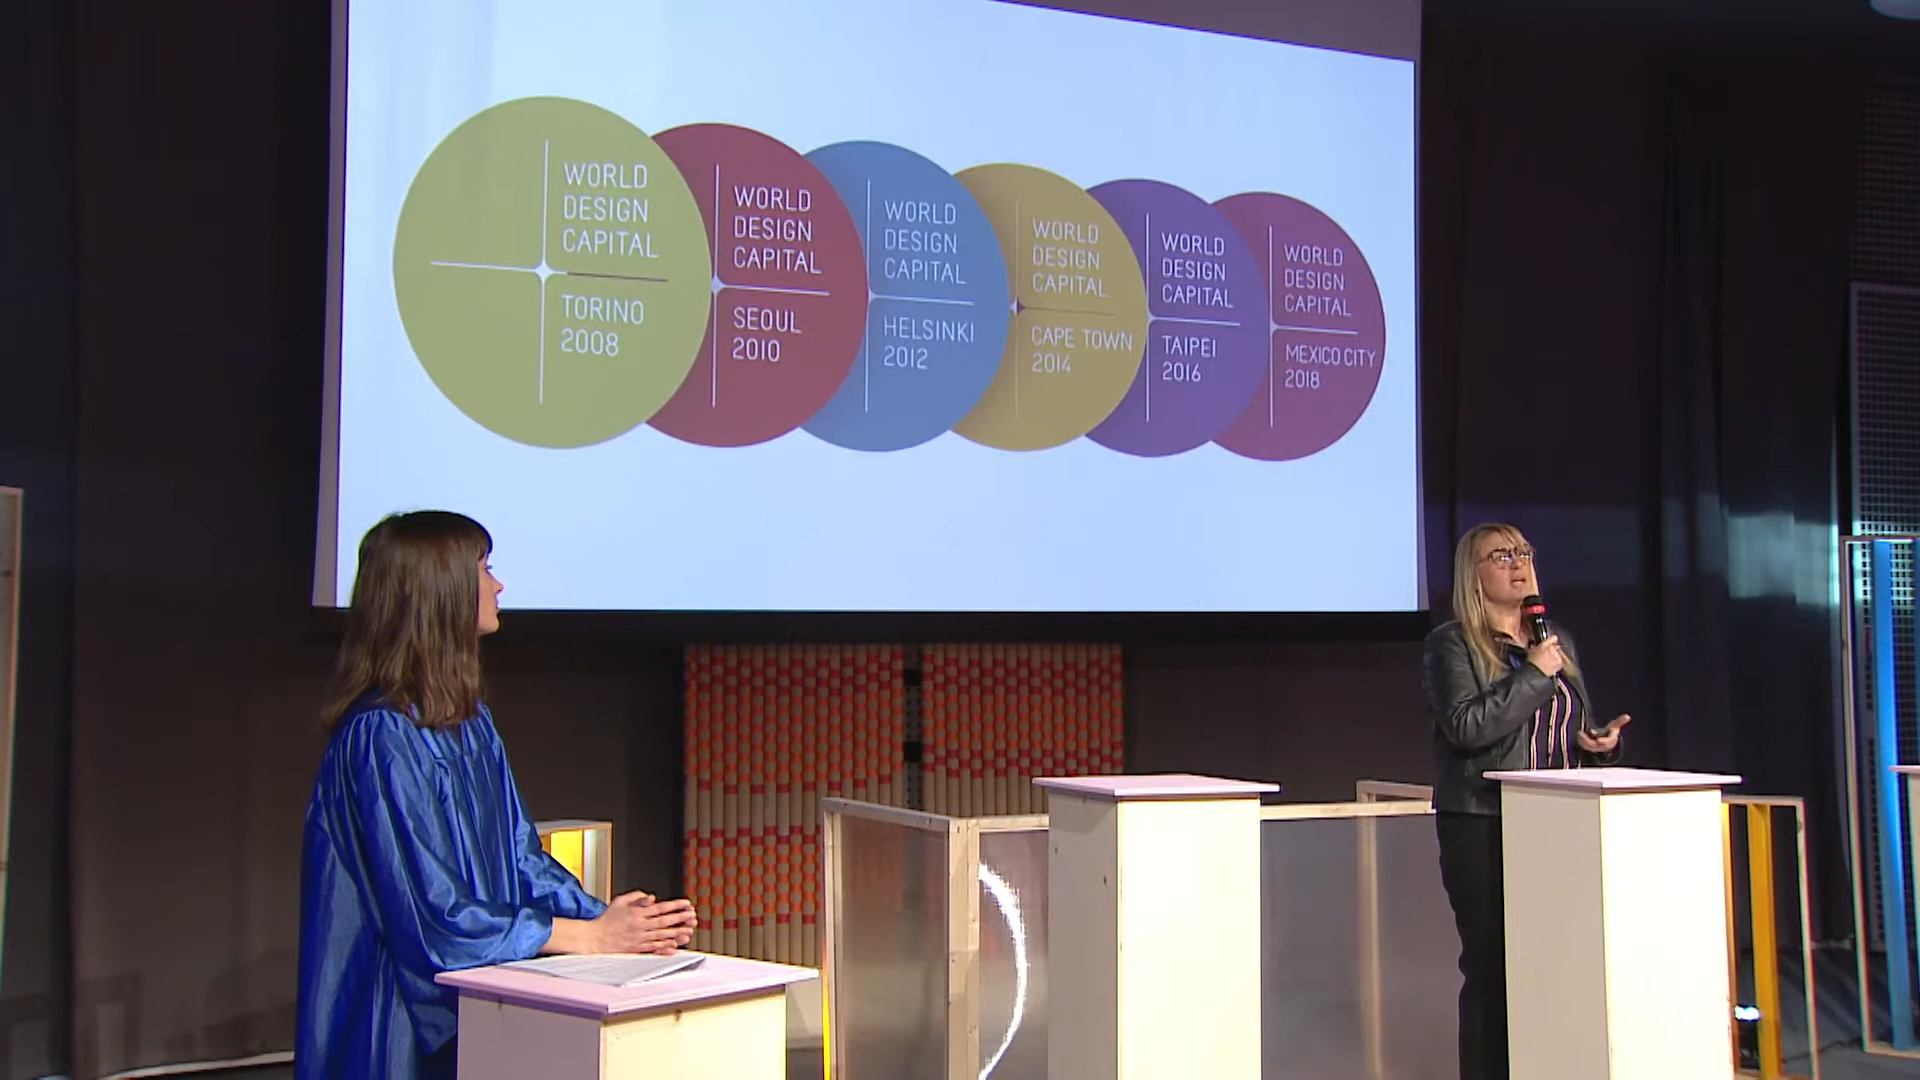 WORLD
DESIGN
CAPITAL
TORINO
2008
WORLD
DESIGN
CAPITAL
SEOUL
2010
WORLD
DESIGN
CAPITAL
HELSINKI
2012
WORLD
DESIGN
CAPITAL
CAPE TOWN
2014
WORLD
DESIGN
CAPITAL
TAIPEI
2016
WORLD
DESIGN
CAPITAL
MEXICO CITY
2018